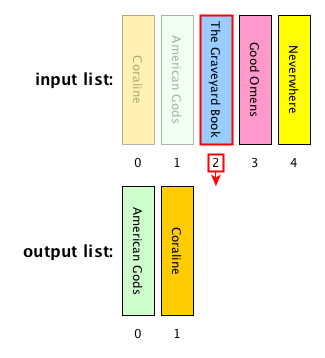 input list:
Coraline
American Gods
The Graveyard Book
Good Omens
Neverwhere
0 1 2 3 4
output list:
American Gods
Coraline
0 1